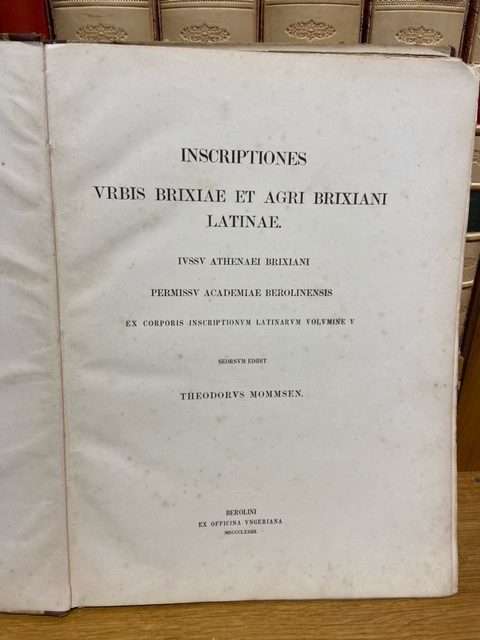 INSCRIPTIONES
VRBIS BRIXIAE ET AGRI BRIXIANI
LATINAE.
IVSSV ATHENAEI BRIXIANI
PERMISSV ACADEMIAE BEROLINENSIS
EX CORPORIS INSCRIPTIONVM LATINARVM VOLVMINE V
SEORSVM EDIDIT
THEODORVS MOMMSEN.
BEROLINI
EX OFFICINA VNGERIANA